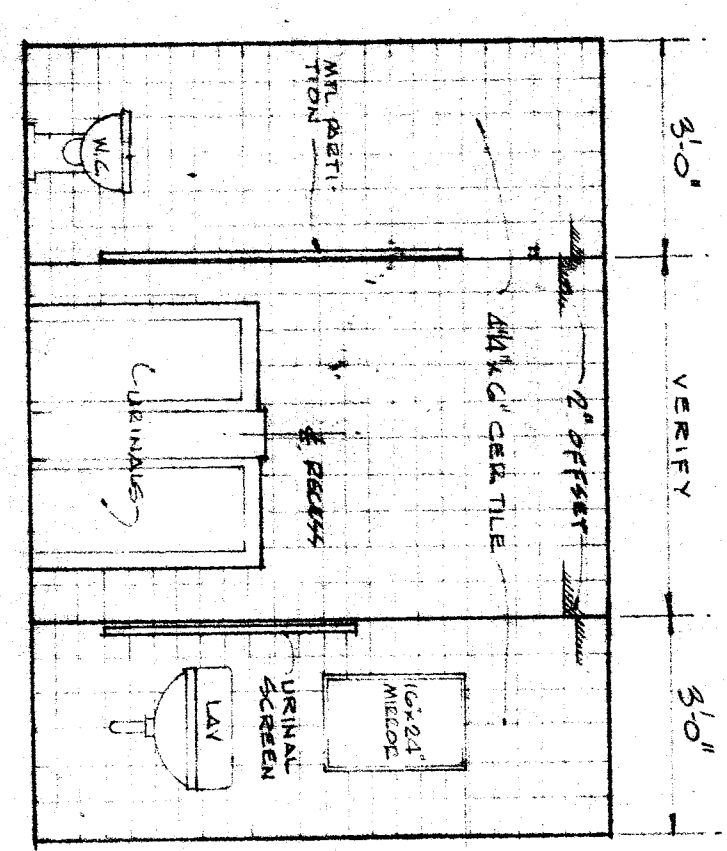 3'-0"
VERIFY
3'-0"
2" OFFSET
4¼" x 6" CER TILE
MTL PARTI-
TION
W.C.
℄ RECESS
URINALS
URINAL
SCREEN
16"x24"
MIRROR
LAV